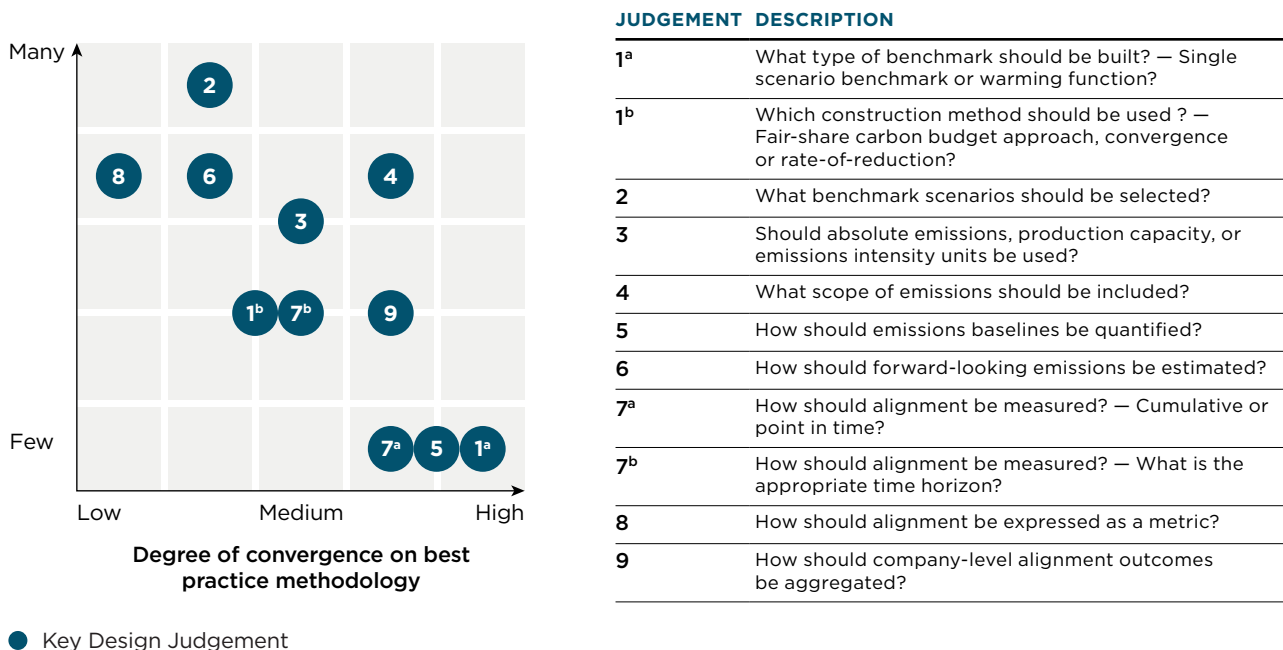 Many
2
8
6
4
3
1ᵇ
7ᵇ
9
Few
7ᵃ
5
1ᵃ
Low
Medium
High
Degree of convergence on best
practice methodology
Key Design Judgement
JUDGEMENT DESCRIPTION
1ᵃ What type of benchmark should be built? — Single
scenario benchmark or warming function?
1ᵇ Which construction method should be used ? —
Fair-share carbon budget approach, convergence
or rate-of-reduction?
2 What benchmark scenarios should be selected?
3 Should absolute emissions, production capacity, or
emissions intensity units be used?
4 What scope of emissions should be included?
5 How should emissions baselines be quantified?
6 How should forward-looking emissions be estimated?
7ᵃ How should alignment be measured? — Cumulative or
point in time?
7ᵇ How should alignment be measured? — What is the
appropriate time horizon?
8 How should alignment be expressed as a metric?
9 How should company-level alignment outcomes
be aggregated?